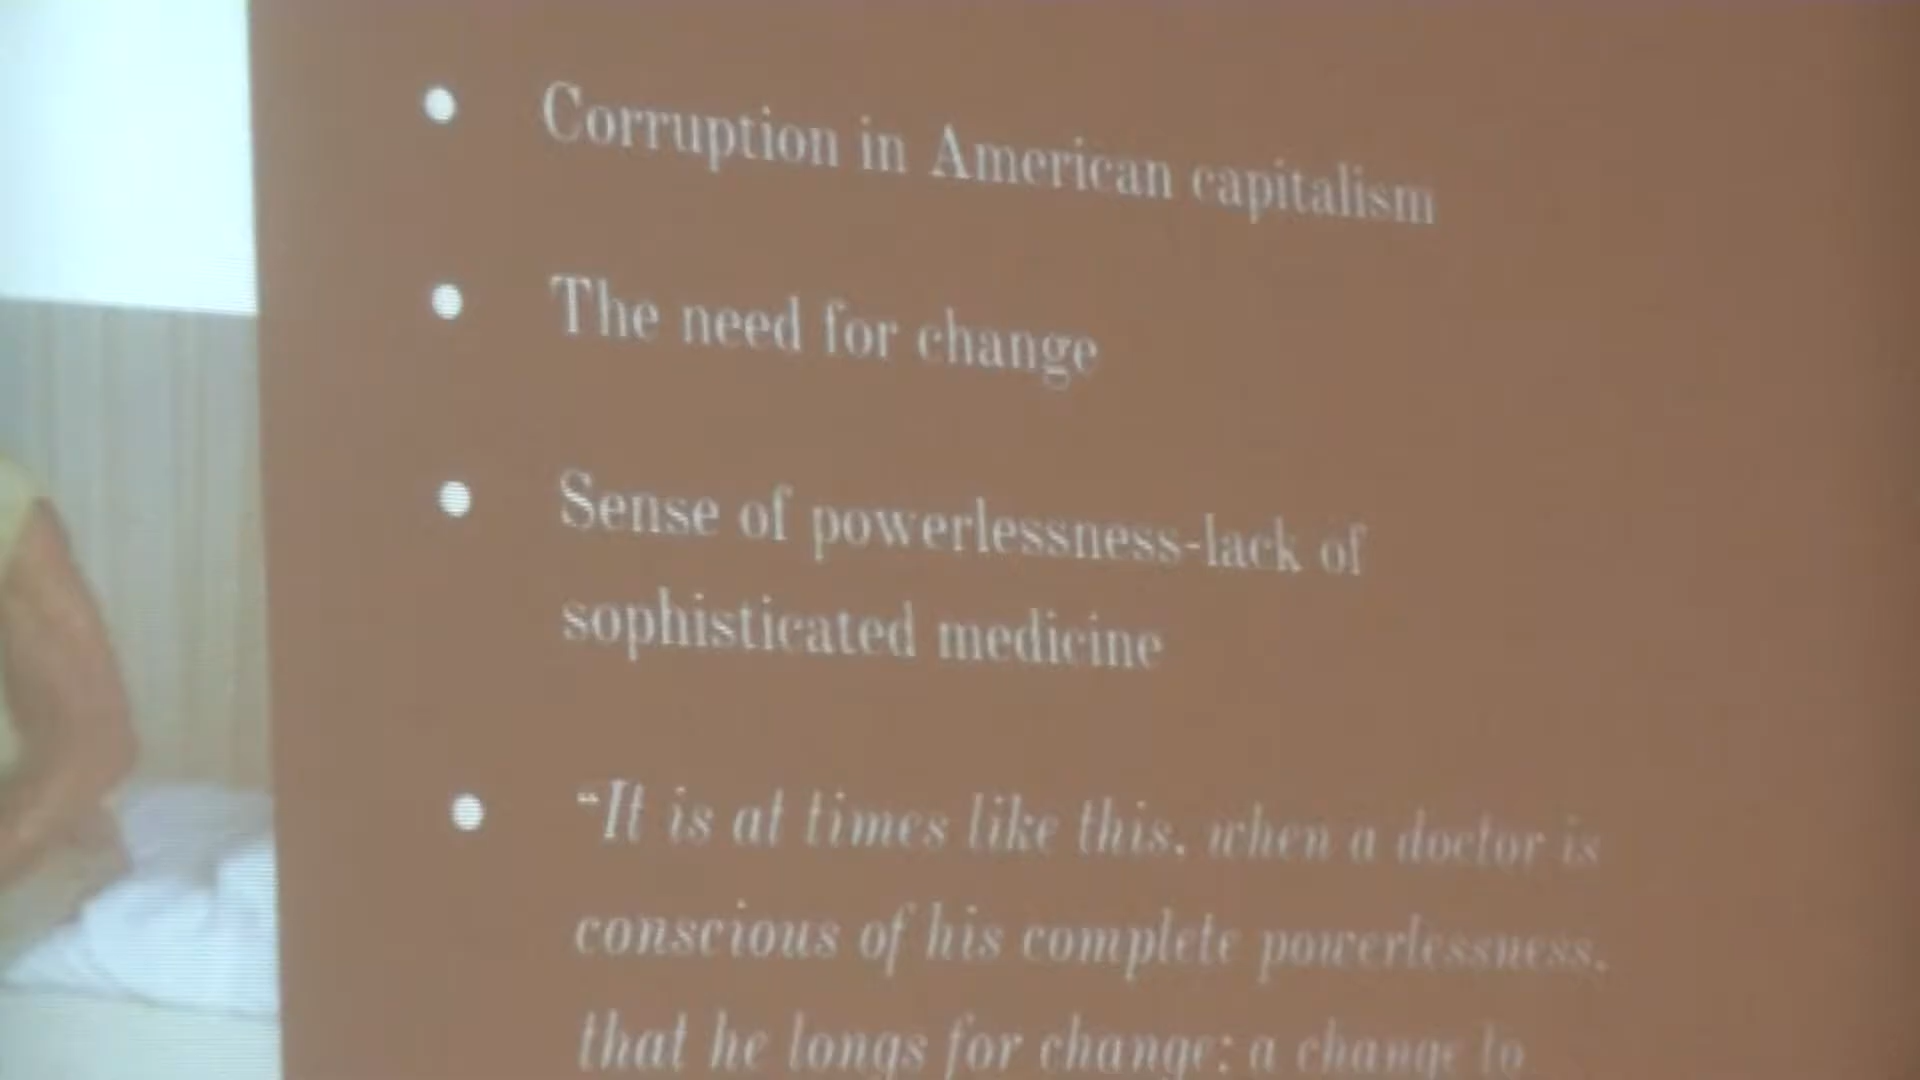 • Corruption in American capitalism
• The need for change
• Sense of powerlessness-lack of
sophisticated medicine
• “It is at times like this, when a doctor is
conscious of his complete powerlessness,
that he longs for change: a change to